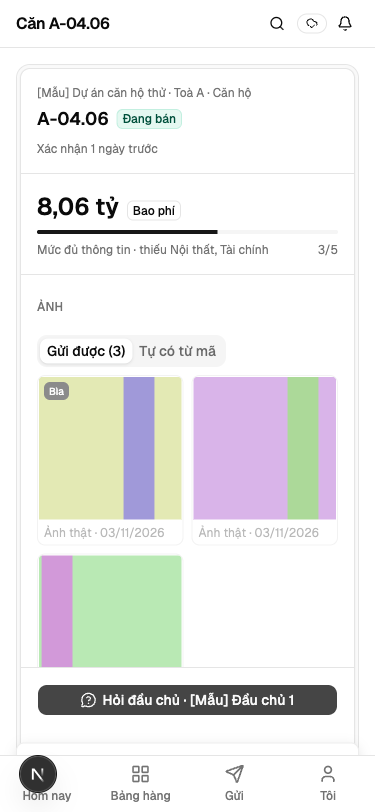 Căn A-04.06
[Mẫu] Dự án căn hộ thử · Toà A · Căn hộ
A-04.06 Đang bán
Xác nhận 1 ngày trước
8,06 tỷ Bao phí
Mức đủ thông tin · thiếu Nội thất, Tài chính 3/5
ẢNH
Gửi được (3) Tự có từ mã
Bìa
Ảnh thật · 03/11/2026 Ảnh thật · 03/11/2026
Hỏi đầu chủ · [Mẫu] Đầu chủ 1
N
Hôm nay Bảng hàng Gửi Tôi